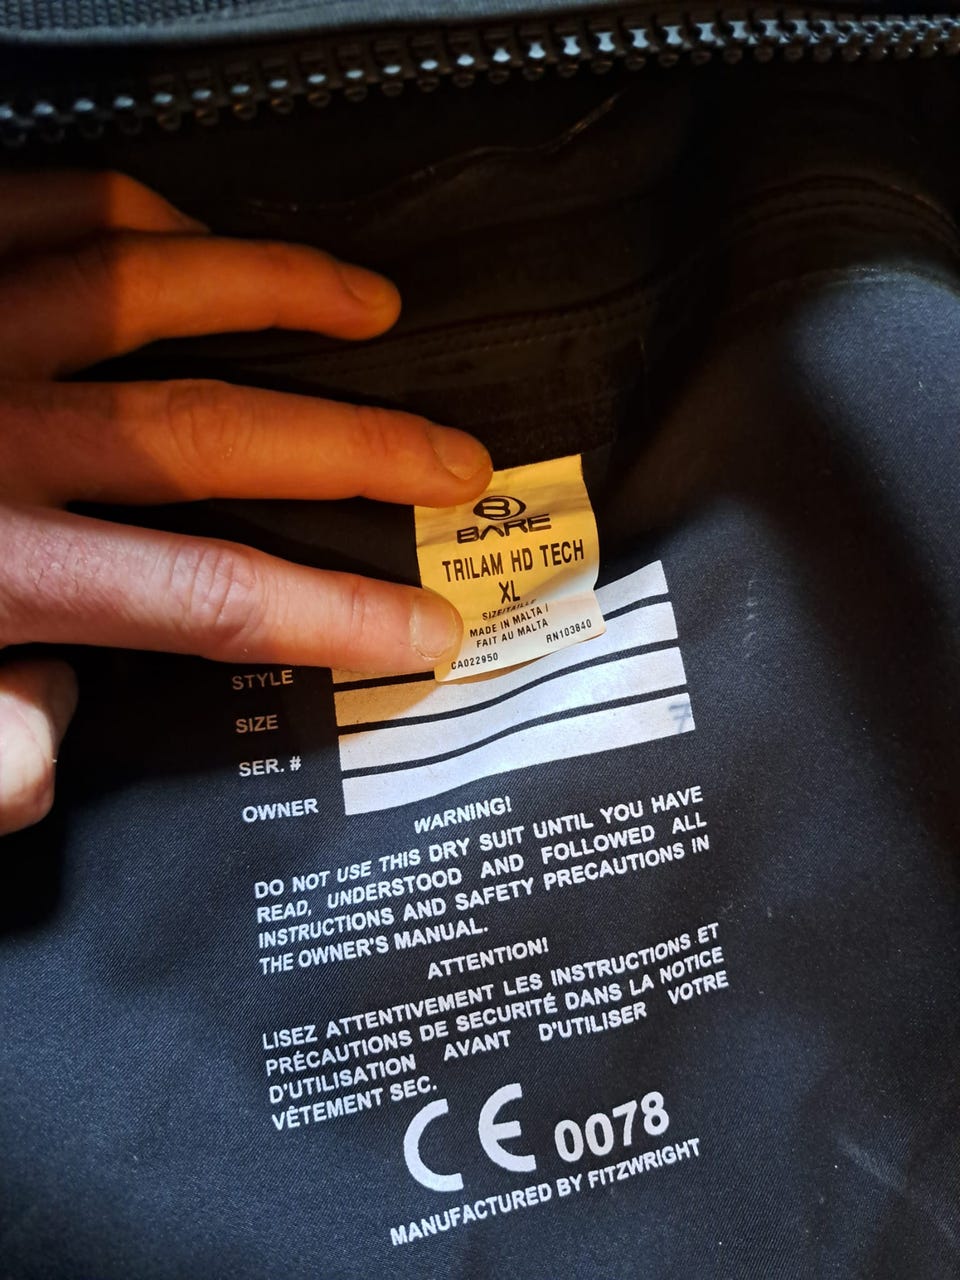 B
BARE
TRILAM HD TECH
XL
SIZE/TAILLE
MADE IN MALTA /
FAIT AU MALTA
CA022950 RN103840
STYLE
SIZE
SER. #
OWNER
7
WARNING!
DO NOT USE THIS DRY SUIT UNTIL YOU HAVE
READ, UNDERSTOOD AND FOLLOWED ALL
INSTRUCTIONS AND SAFETY PRECAUTIONS IN
THE OWNER'S MANUAL.
ATTENTION!
LISEZ ATTENTIVEMENT LES INSTRUCTIONS ET
PRÉCAUTIONS DE SECURITÉ DANS LA NOTICE
D'UTILISATION AVANT D'UTILISER VOTRE
VÊTEMENT SEC.
CE 0078
MANUFACTURED BY FITZWRIGHT